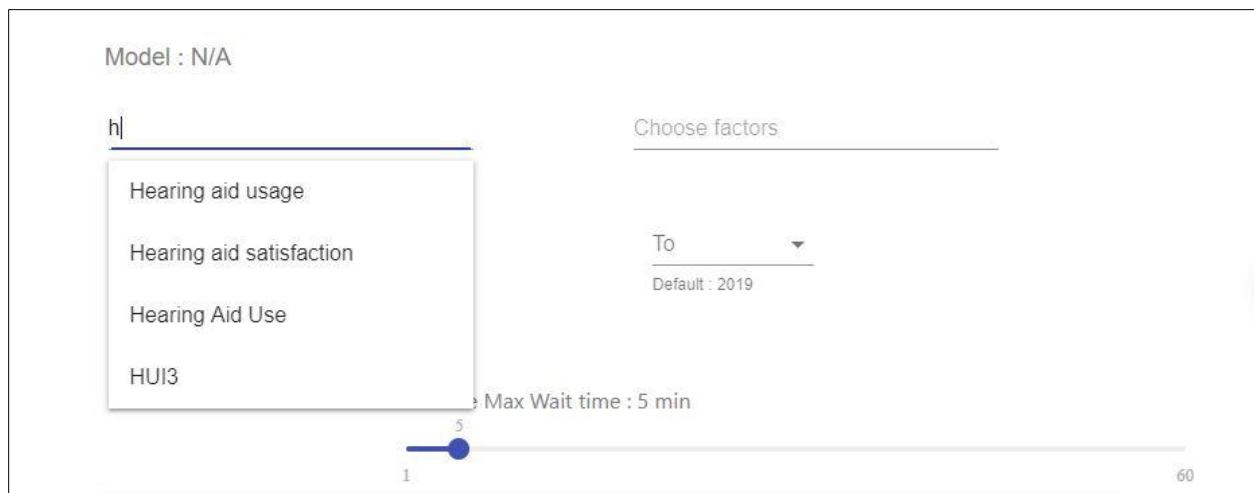 Model : N/A
h
Choose factors
Hearing aid usage
Hearing aid satisfaction
Hearing Aid Use
HUI3
To
Default : 2019
Max Wait time : 5 min
5
1
60